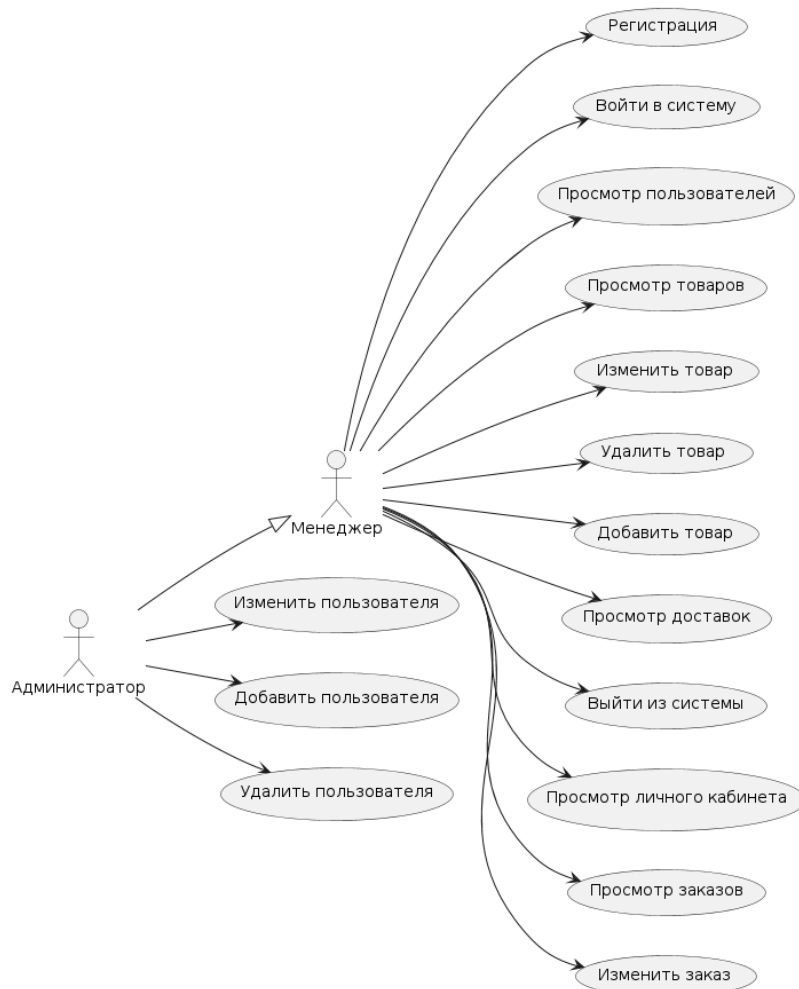 Регистрация
Войти в систему
Просмотр пользователей
Просмотр товаров
Изменить товар
Удалить товар
Менеджер
Добавить товар
Изменить пользователя
Просмотр доставок
Администратор
Добавить пользователя
Выйти из системы
Удалить пользователя
Просмотр личного кабинета
Просмотр заказов
Изменить заказ